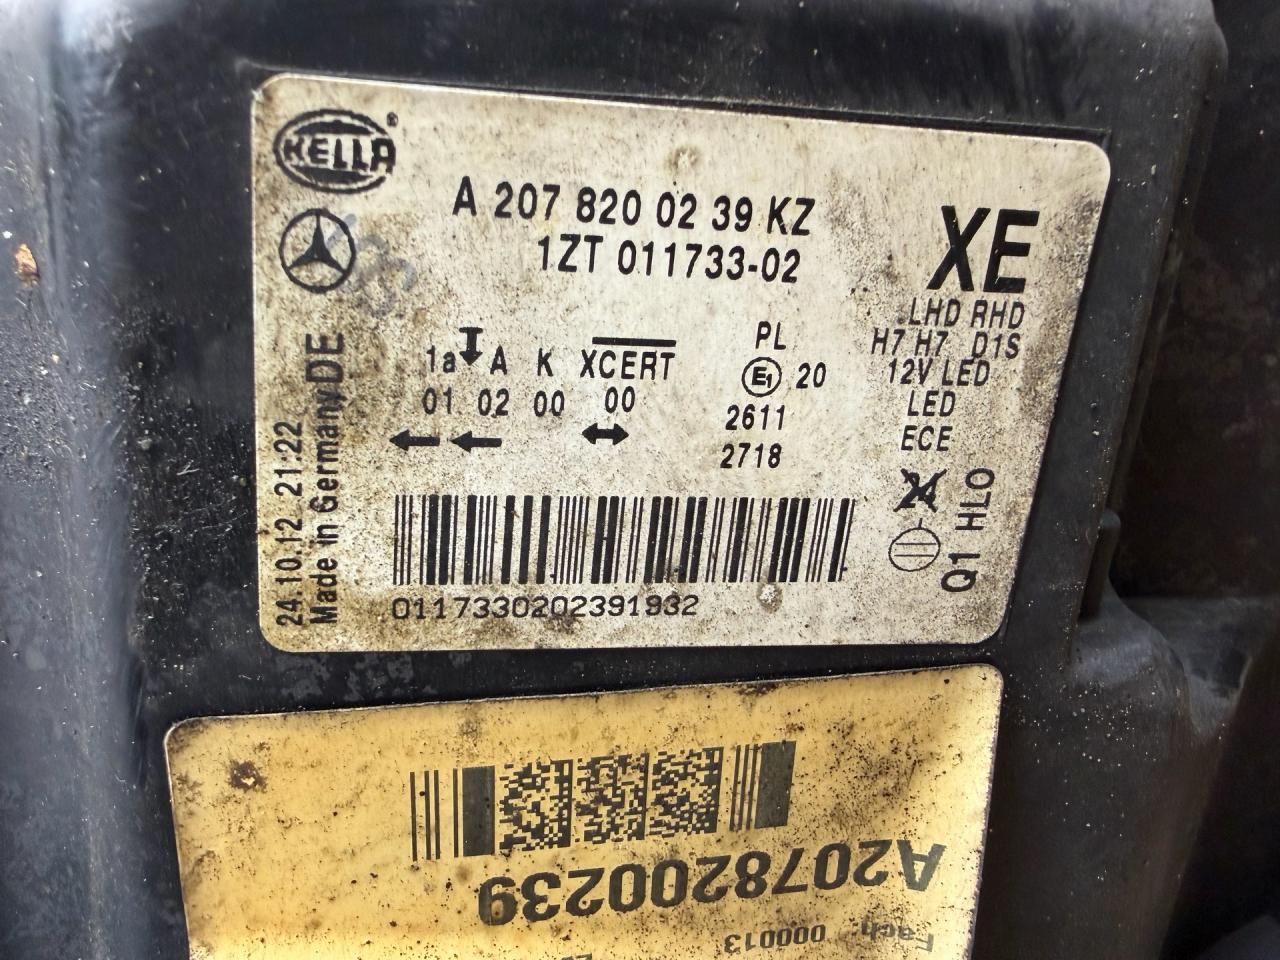 HELLA®
A 207 820 02 39 KZ
1ZT 011733-02
XE
LHD RHD
H7 H7 D1S
12V LED
LED
ECE
1a A K XCERT
01 02 00 00
PL
E1 20
2611
2718
24
Q1 HLO
24.10.12 21:22
Made in Germany/DE
0117330202391932
A2078200239
Fach: 000013